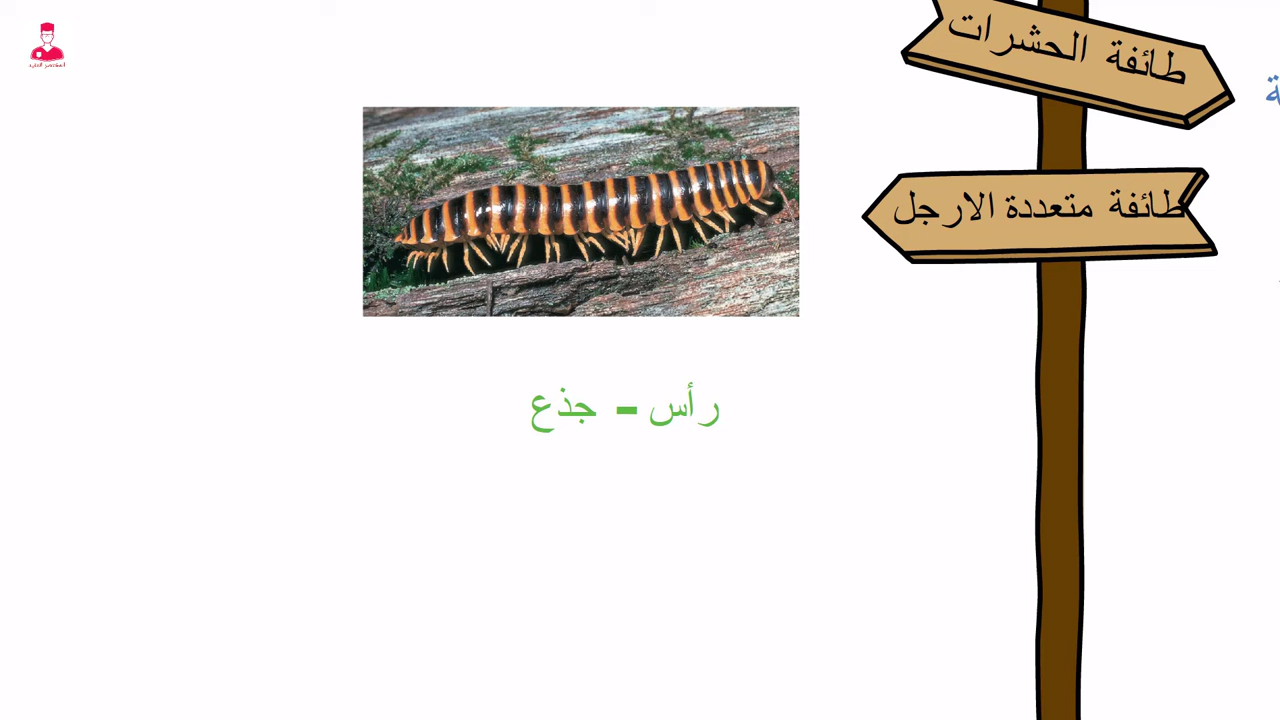 طائفة الحشرات
طائفة متعددة الارجل
رأس - جذع